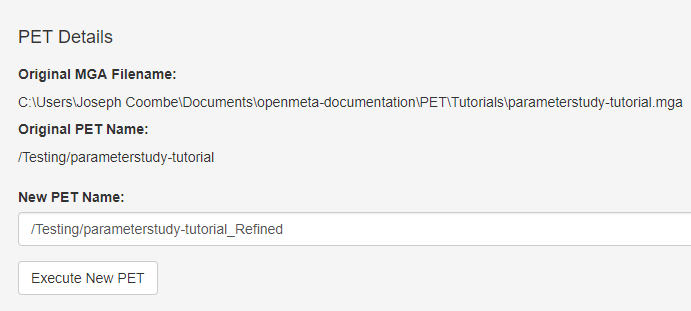 PET Details
Original MGA Filename:
C:\Users\Joseph Coombe\Documents\openmeta-documentation\PET\Tutorials\parameterstudy-tutorial.mga
Original PET Name:
/Testing/parameterstudy-tutorial
New PET Name:
/Testing/parameterstudy-tutorial_Refined
Execute New PET